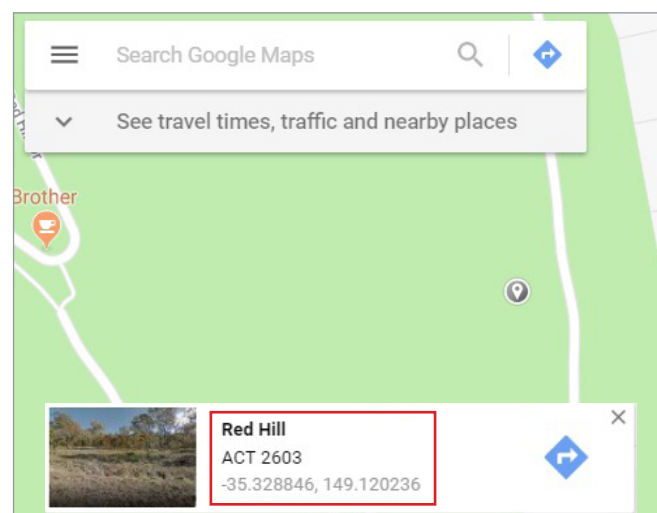 Search Google Maps
See travel times, traffic and nearby places
Brother
Red Hill
ACT 2603
-35.328846, 149.120236